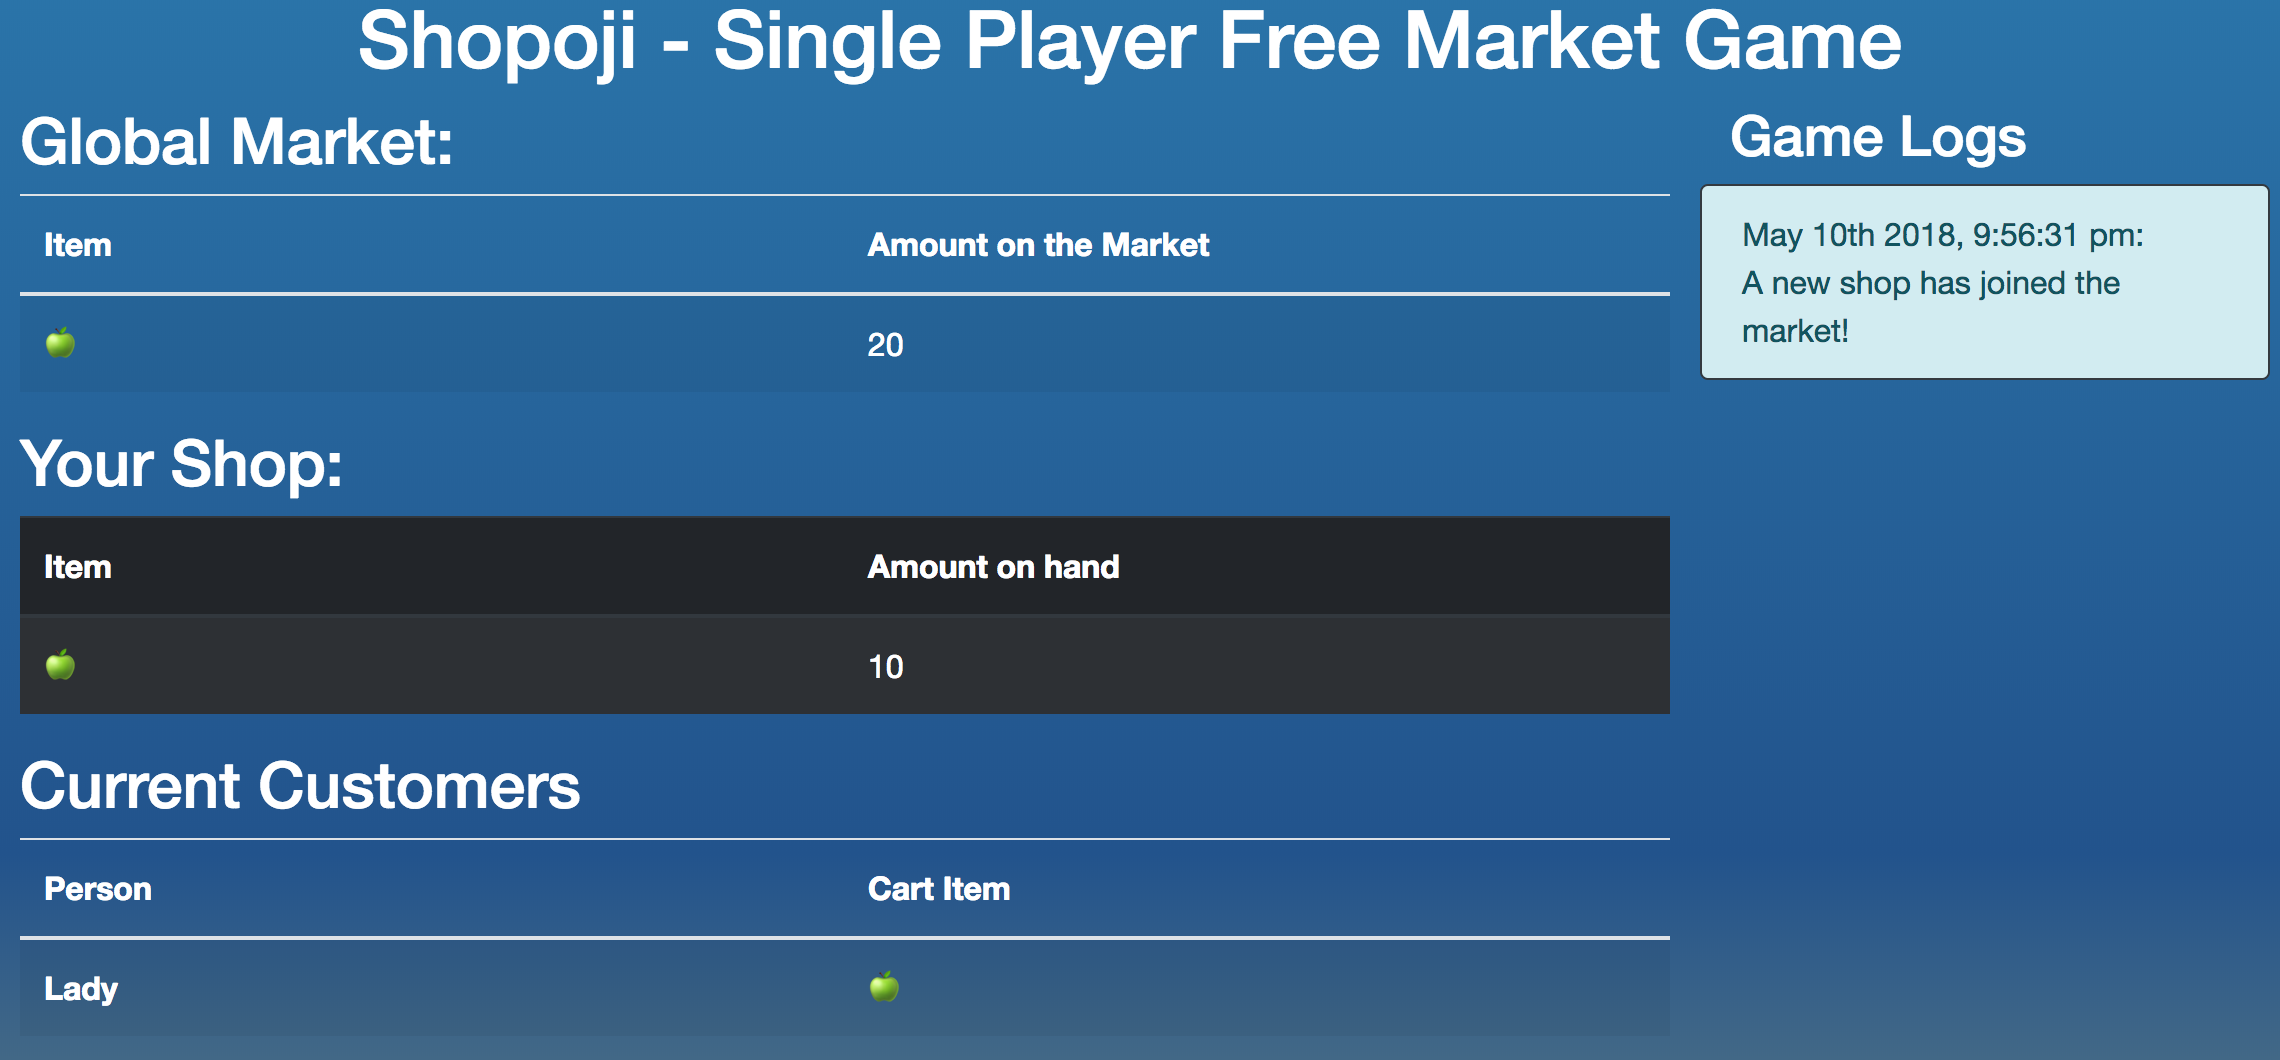 Shopoji - Single Player Free Market Game
Global Market:
Item Amount on the Market
🍏 20
Your Shop:
Item Amount on hand
🍏 10
Current Customers
Person Cart Item
Lady 🍏
Game Logs
May 10th 2018, 9:56:31 pm:
A new shop has joined the
market!